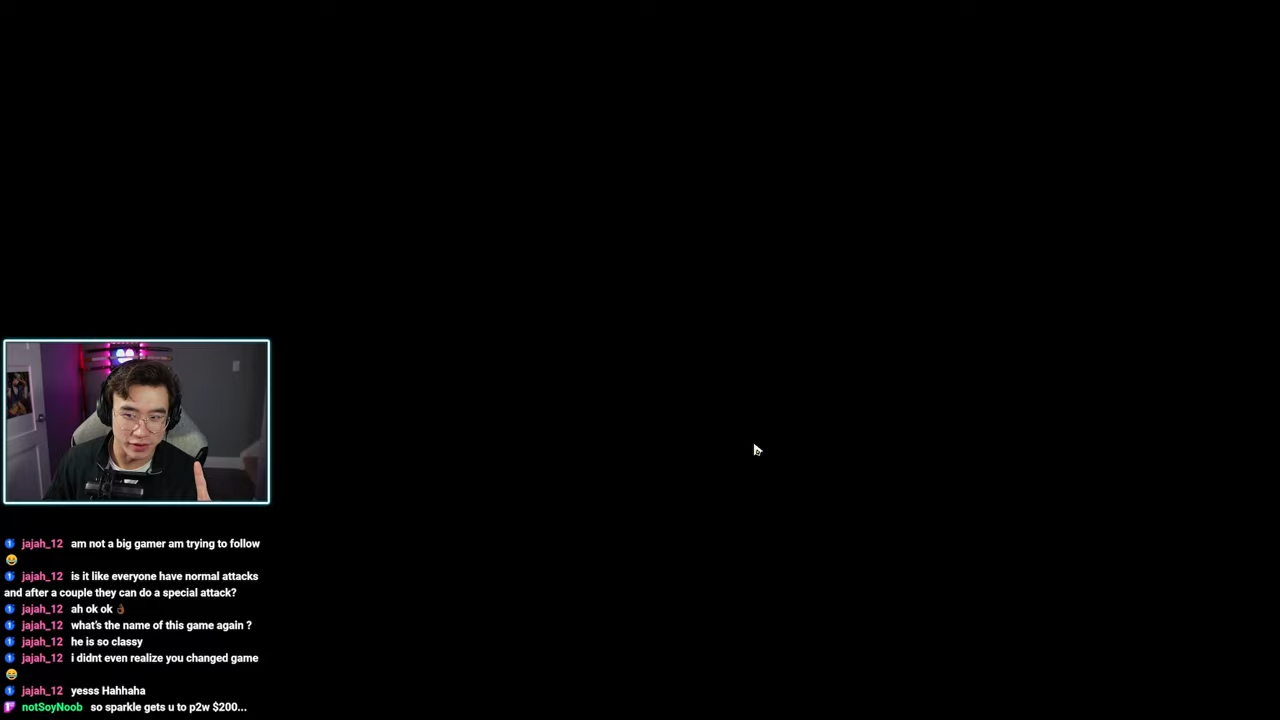 jajah_12 am not a big gamer am trying to follow
😂
jajah_12 is it like everyone have normal attacks
and after a couple they can do a special attack?
jajah_12 ah ok ok 👌🏿
jajah_12 what's the name of this game again ?
jajah_12 he is so classy
jajah_12 i didnt even realize you changed game
😂
jajah_12 yesss Hahhaha
notSoyNoob so sparkle gets u to p2w $200...